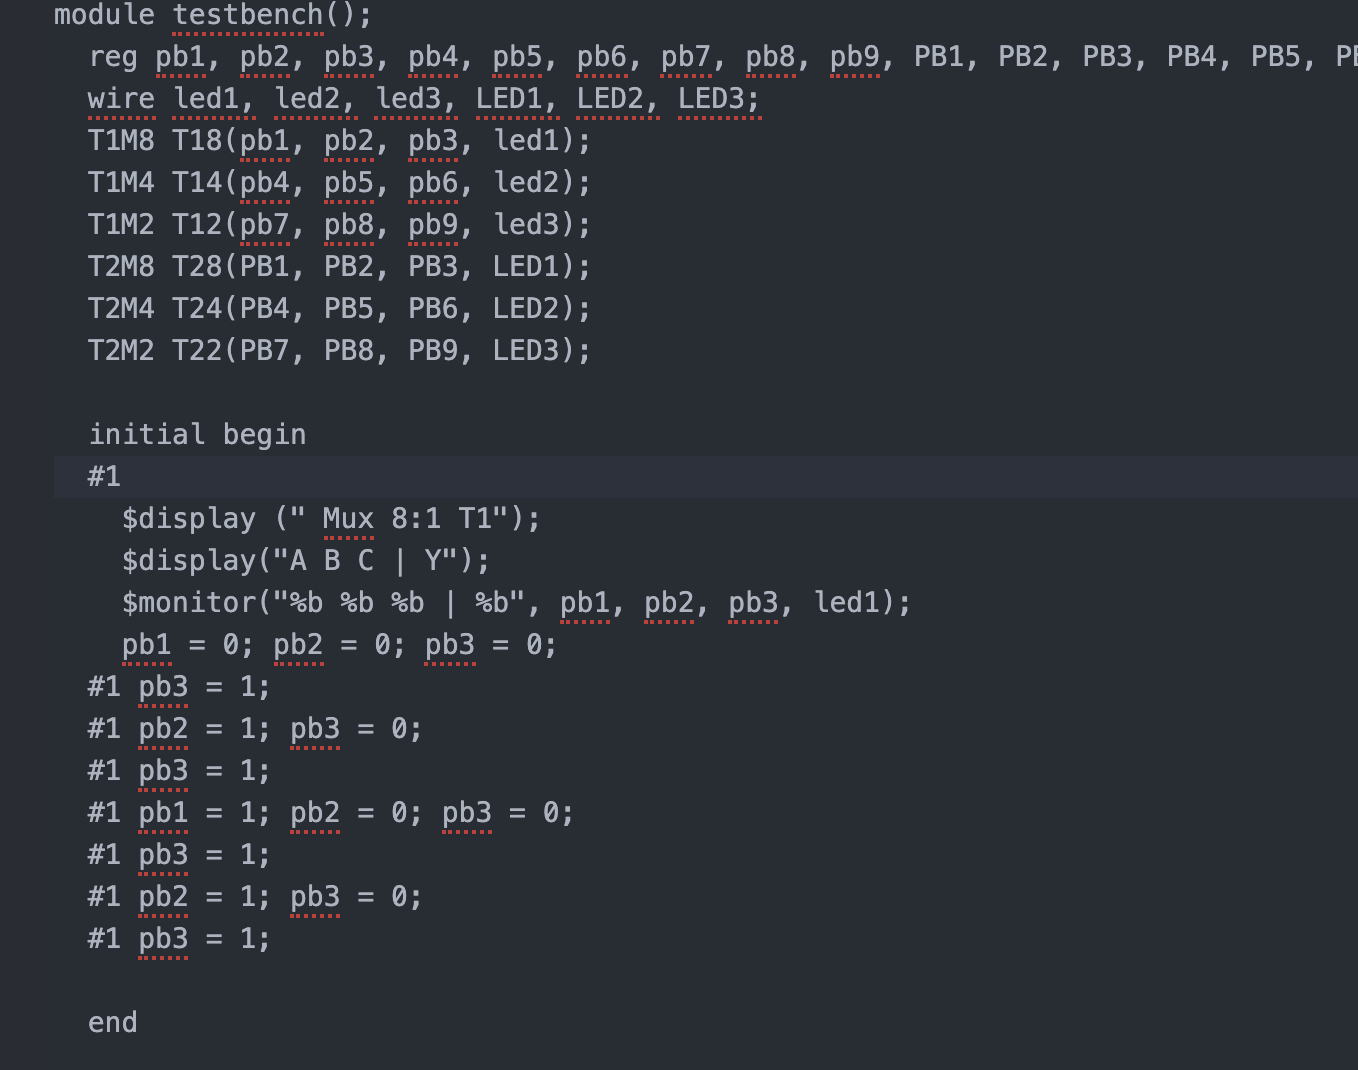 module testbench();
reg pb1, pb2, pb3, pb4, pb5, pb6, pb7, pb8, pb9, PB1, PB2, PB3, PB4, PB5,
wire led1, led2, led3, LED1, LED2, LED3;
T1M8 T18(pb1, pb2, pb3, led1);
T1M4 T14(pb4, pb5, pb6, led2);
T1M2 T12(pb7, pb8, pb9, led3);
T2M8 T28(PB1, PB2, PB3, LED1);
T2M4 T24(PB4, PB5, PB6, LED2);
T2M2 T22(PB7, PB8, PB9, LED3);
initial begin
#1
$display (" Mux 8:1 T1");
$display("A B C | Y");
$monitor("%b %b %b | %b", pb1, pb2, pb3, led1);
pb1 = 0; pb2 = 0; pb3 = 0;
#1 pb3 = 1;
#1 pb2 = 1; pb3 = 0;
#1 pb3 = 1;
#1 pb1 = 1; pb2 = 0; pb3 = 0;
#1 pb3 = 1;
#1 pb2 = 1; pb3 = 0;
#1 pb3 = 1;
end